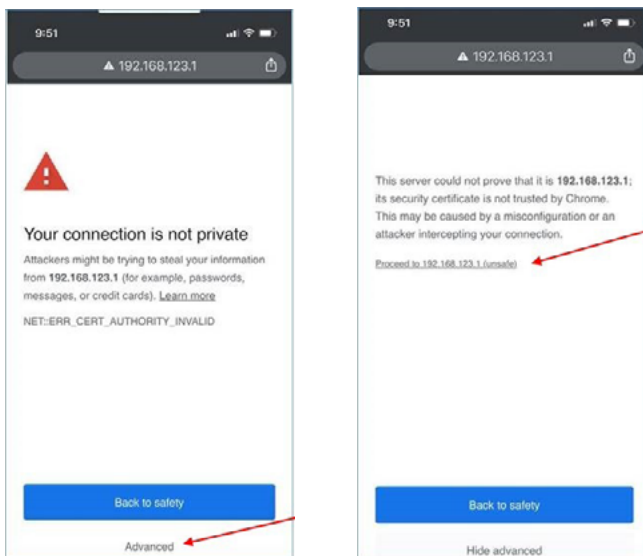 9:51
192.168.123.1
Your connection is not private
Attackers might be trying to steal your information
from 192.168.123.1 (for example, passwords,
messages, or credit cards). Learn more
NET::ERR_CERT_AUTHORITY_INVALID
Back to safety
Advanced
9:51
192.168.123.1
This server could not prove that it is 192.168.123.1;
its security certificate is not trusted by Chrome.
This may be caused by a misconfiguration or an
attacker intercepting your connection.
Proceed to 192.168.123.1 (unsafe)
Back to safety
Hide advanced